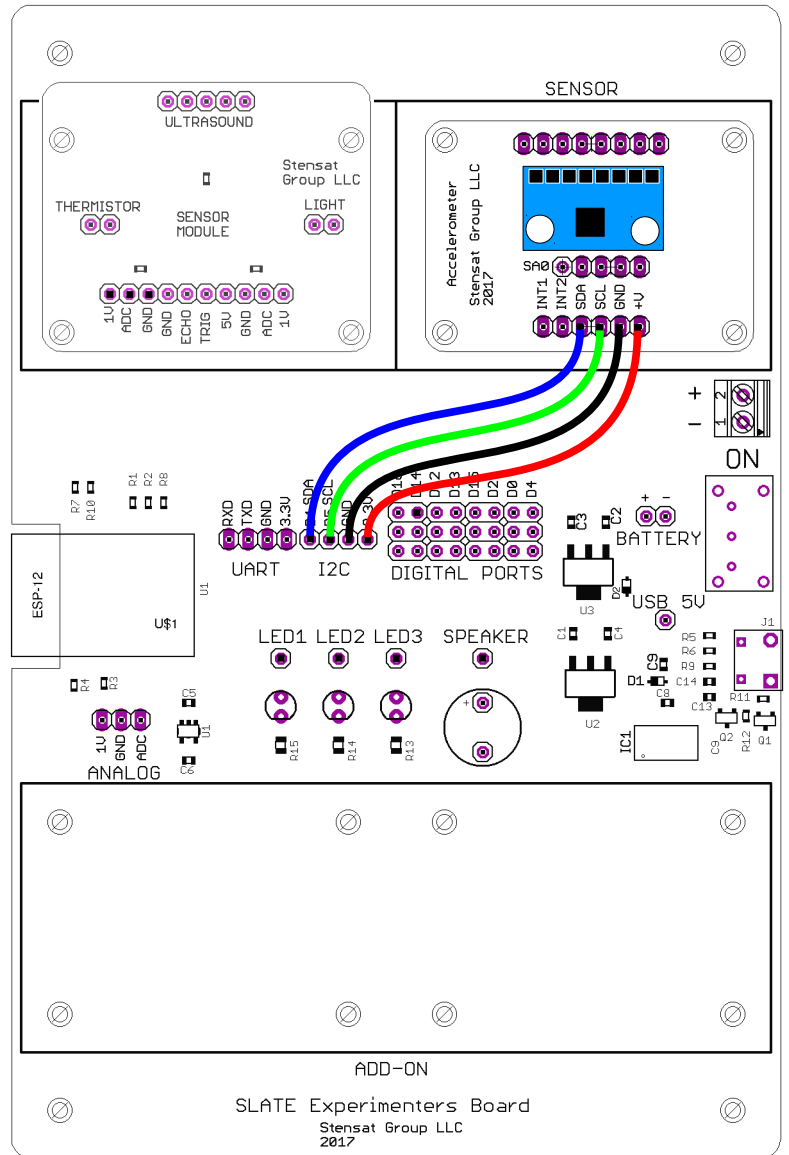 SENSOR
ULTRASOUND
Stensat
Group LLC
THERMISTOR
LIGHT
SENSOR
MODULE
1V
ADC
GND
GND
ECHO
TRIG
5V
GND
ADC
1V
Accelerometer
Stensat Group LLC
2017
SA0
INT1
INT2
SDA
SCL
GND
+V
+
2
-
1
ON
R7
R10
R1
R2
R8
RXD
TXD
GND
3.3V
SDA
SCL
GND
D14
D12
D13
D15
D2
D0
D4
UART
I2C
DIGITAL PORTS
C3
C2
+
-
BATTERY
ESP-12
U$1
U1
U3
D2
USB 5V
LED1
LED2
LED3
SPEAKER
C1
C4
J1
R5
R6
R9
C14
C13
C9
D1
C8
R11
R4
R3
C5
U1
C6
1V
GND
ADC
ANALOG
+
R15
R14
R13
U2
IC1
C9
Q2
R12
Q1
ADD-ON
SLATE Experimenters Board
Stensat Group LLC
2017